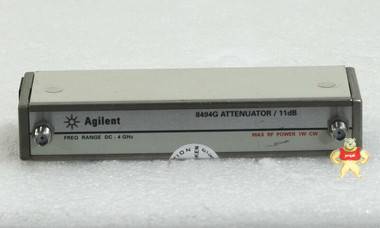 8494G ATTENUATOR / 11dB
Agilent
FREQ RANGE DC - 4 GHz
MAX RF POWER 1W CW